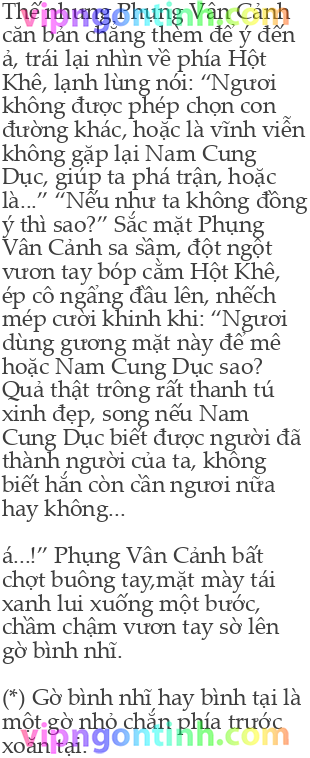 Thế nhưng Phụng Vân Cảnh
căn bản chẳng thèm để ý đến
ả, trái lại nhìn về phía Hột
Khê, lạnh lùng nói: “Ngươi
không được phép chọn con
đường khác, hoặc là vĩnh viễn
không gặp lại Nam Cung
Dục, giúp ta phá trận, hoặc
là...” “Nếu như ta không đồng
ý thì sao?” Sắc mặt Phụng
Vân Cảnh sa sầm, đột ngột
vươn tay bóp cằm Hột Khê,
ép cô ngẩng đầu lên, nhếch
mép cười khinh khi: “Ngươi
dùng gương mặt này để mê
hoặc Nam Cung Dục sao?
Quả thật trông rất thanh tú
xinh đẹp, song nếu Nam
Cung Dục biết được người đã
thành người của ta, không
biết hắn còn cần ngươi nữa
hay không...
á...!” Phụng Vân Cảnh bất
chợt buông tay,mặt mày tái
xanh lui xuống một bước,
chầm chậm vươn tay sờ lên
gờ bình nhĩ.
(*) Gờ bình nhĩ hay bình tại là
một gờ nhỏ chắn phía trước
xoắn tại.
vipngontinh.com
vipngontinh.com